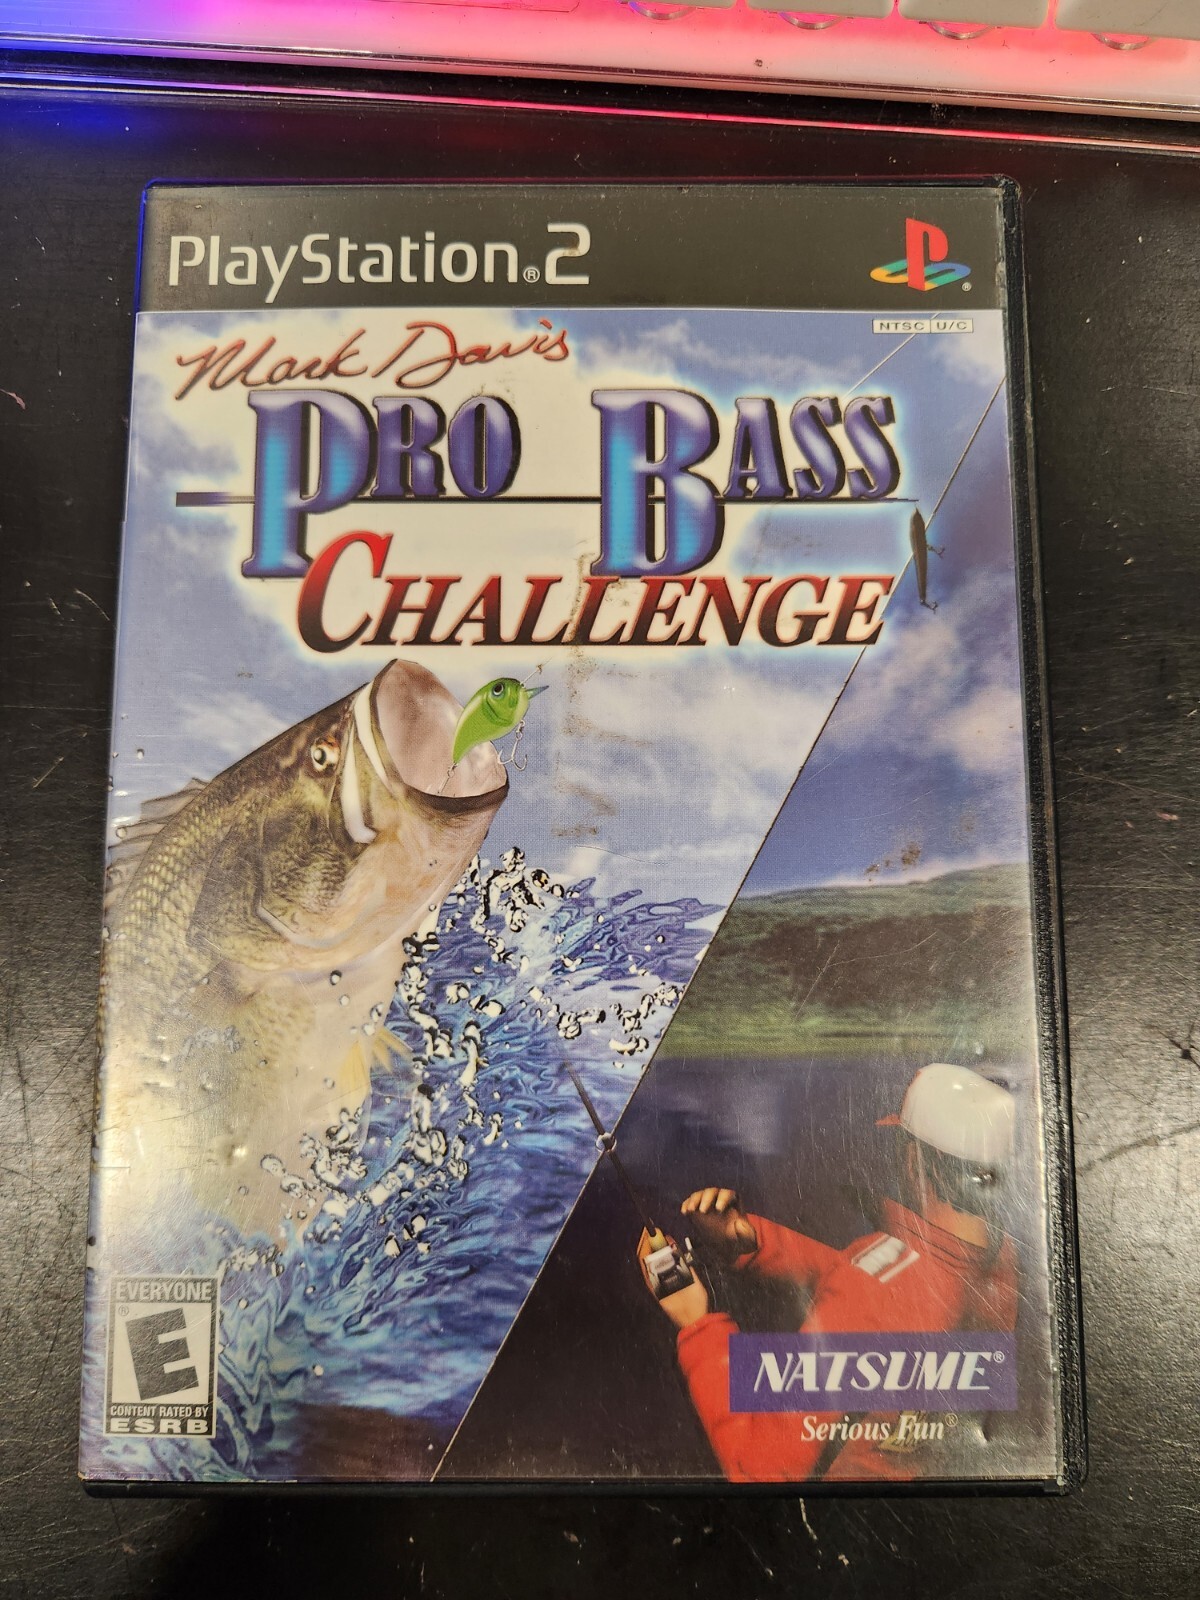 PlayStation®2
NTSC U/C
Mark Davis
PRO BASS
CHALLENGE
EVERYONE
E
CONTENT RATED BY
ESRB
NATSUME®
Serious Fun®